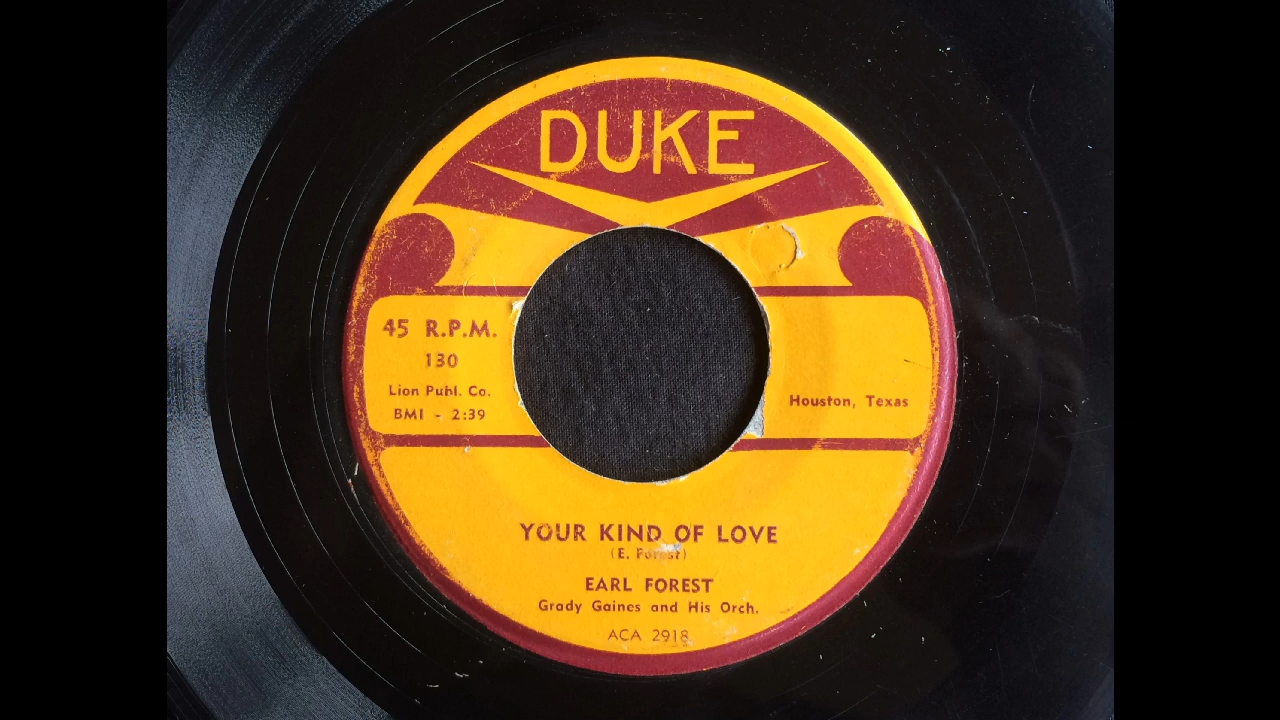 DUKE
45 R.P.M.
130
Lion Publ. Co.
BMI - 2:39
Houston, Texas
YOUR KIND OF LOVE
(E. Forest)
EARL FOREST
Grady Gaines and His Orch.
ACA 2918